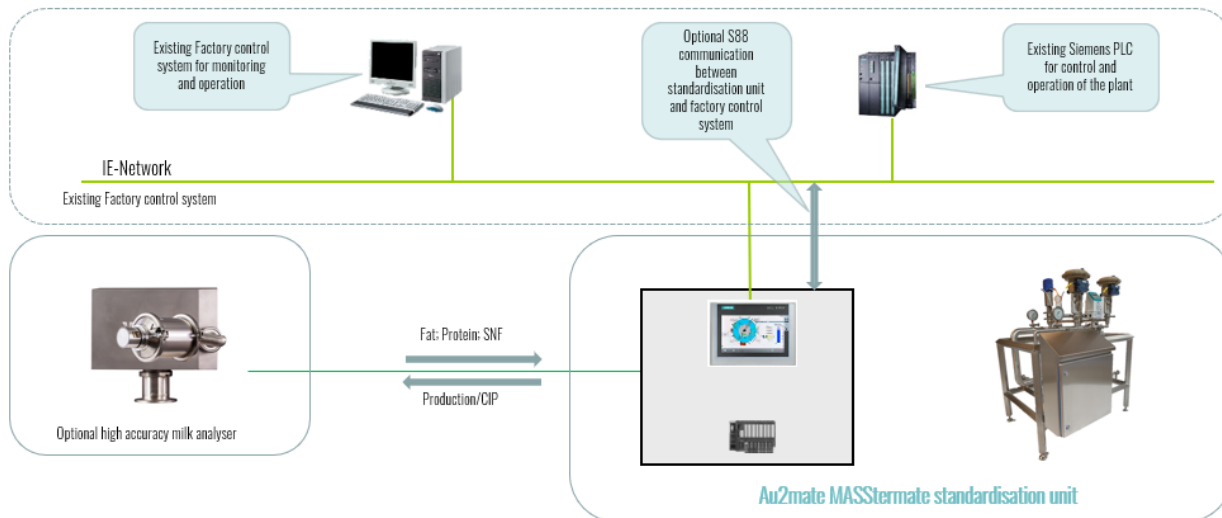 Existing Factory control
system for monitoring
and operation
Optional S88
communication
between
standardisation unit
and factory control
system
Existing Siemens PLC
for control and
operation of the plant
IE-Network
Existing Factory control system
Fat; Protein; SNF
Production/CIP
Optional high accuracy milk analyser
Au2mate MASStermate standardisation unit